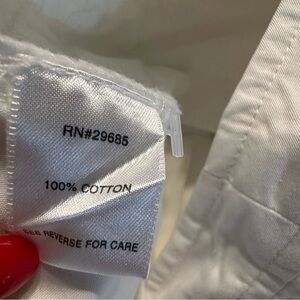 RN#29685
100% COTTON
SEE REVERSE FOR CARE